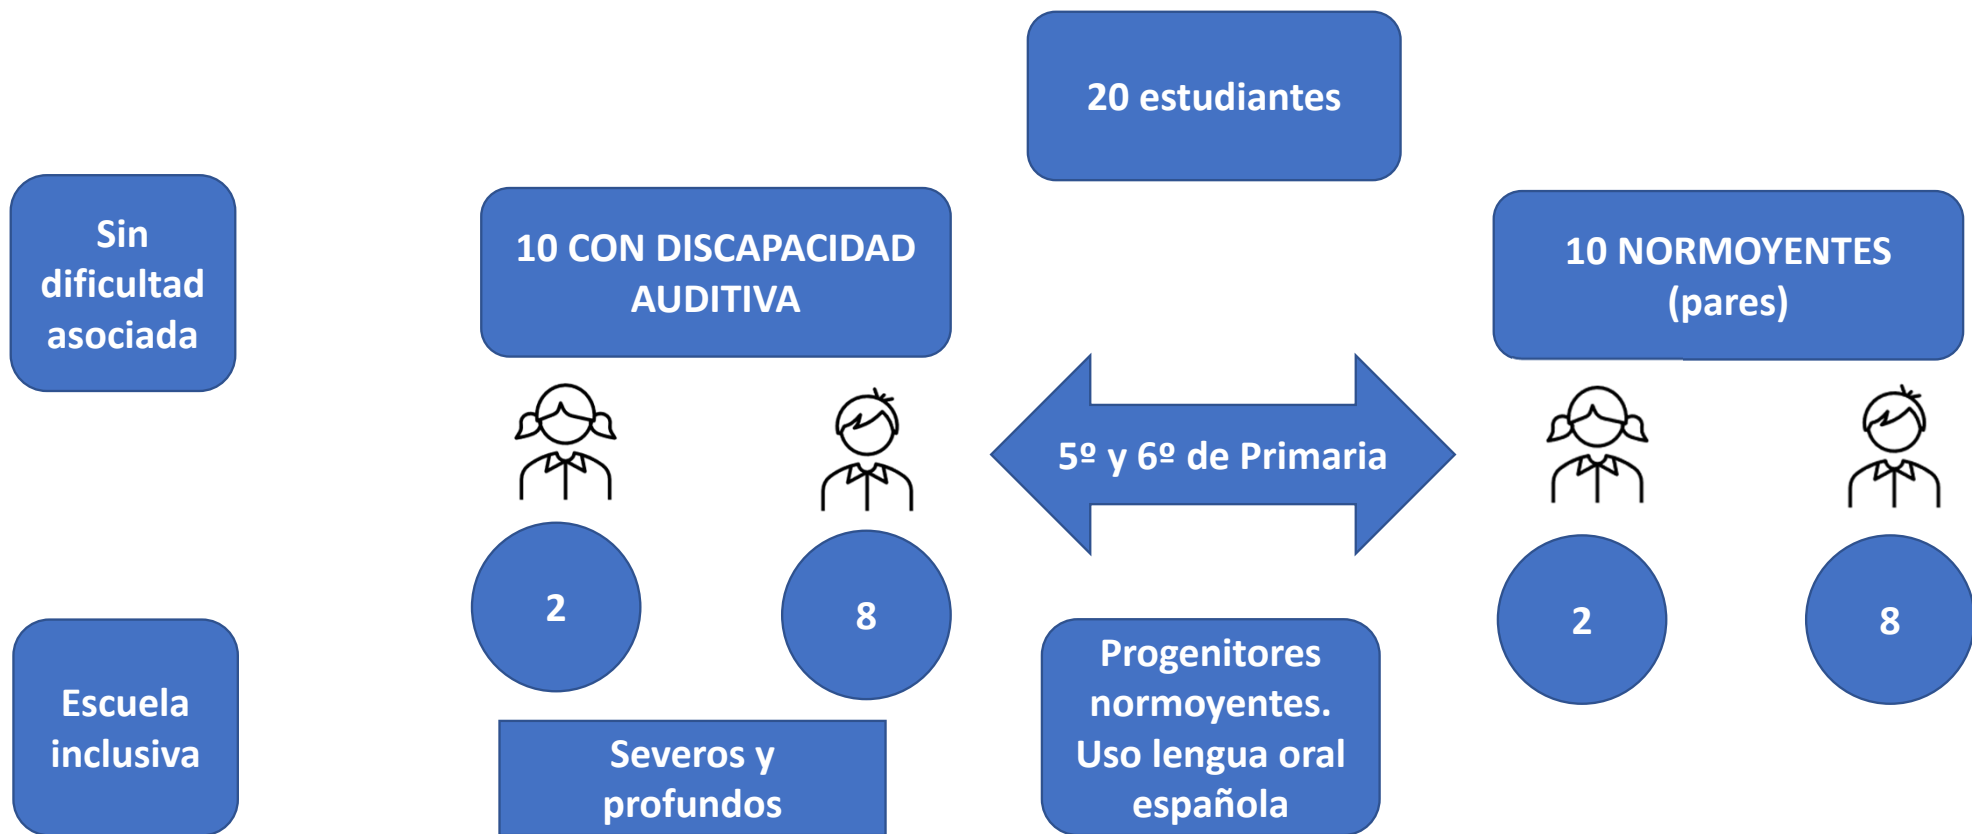 20 estudiantes
Sin
dificultad
asociada
10 CON DISCAPACIDAD
AUDITIVA
10 NORMOYENTES
(pares)
5º y 6º de Primaria
2
8
2
8
Escuela
inclusiva
Severos y
profundos
Progenitores
normoyentes.
Uso lengua oral
española